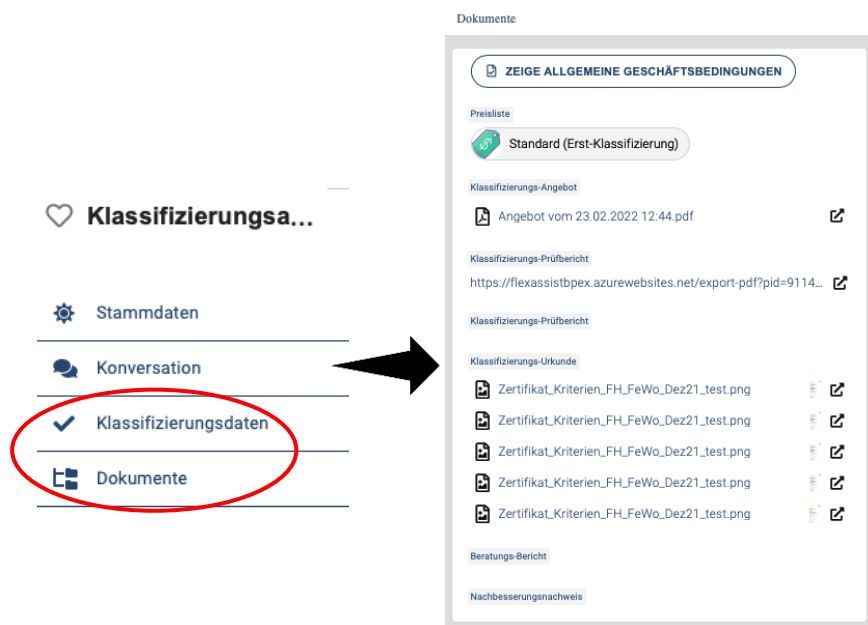 Klassifizierungsa...
Stammdaten
Konversation
Klassifizierungsdaten
Dokumente
Dokumente
ZEIGE ALLGEMEINE GESCHÄFTSBEDINGUNGEN
Preisliste
Standard (Erst-Klassifizierung)
Klassifizierungs-Angebot
Angebot vom 23.02.2022 12:44.pdf
Klassifizierungs-Prüfbericht
https://flexassistbpex.azurewebsites.net/export-pdf?pid=9114...
Klassifizierungs-Prüfbericht
Klassifizierungs-Urkunde
Zertifikat_Kriterien_FH_FeWo_Dez21_test.png
Zertifikat_Kriterien_FH_FeWo_Dez21_test.png
Zertifikat_Kriterien_FH_FeWo_Dez21_test.png
Zertifikat_Kriterien_FH_FeWo_Dez21_test.png
Zertifikat_Kriterien_FH_FeWo_Dez21_test.png
Beratungs-Bericht
Nachbesserungsnachweis